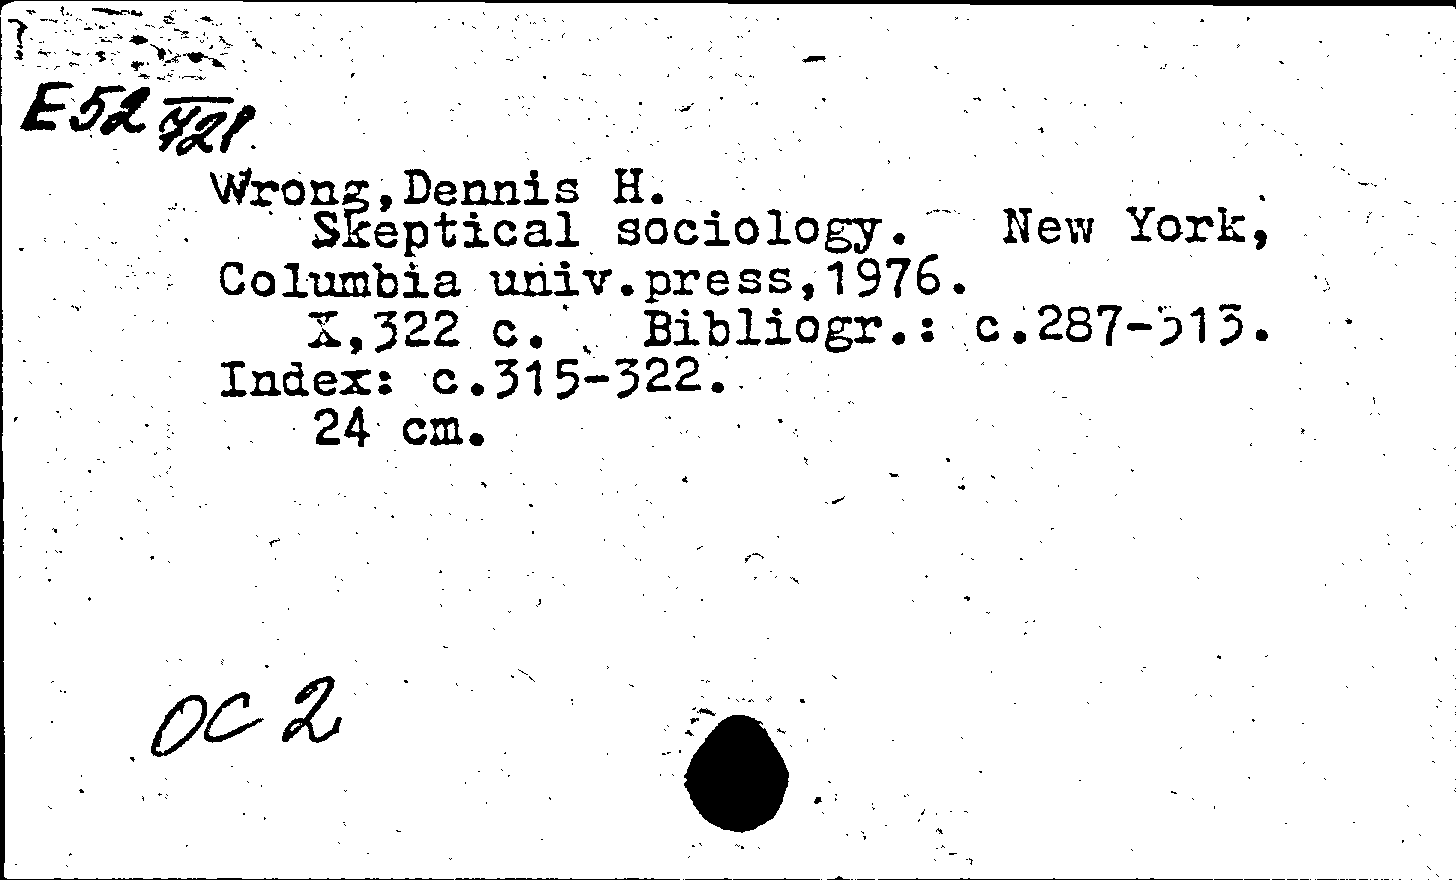 E52
721
Wrong,Dennis H.
Skeptical sociology. New York,
Columbia univ.press,1976.
X,322 c. Bibliogr.: c.287-313.
Index: c.315-322.
24 cm.
OC 2